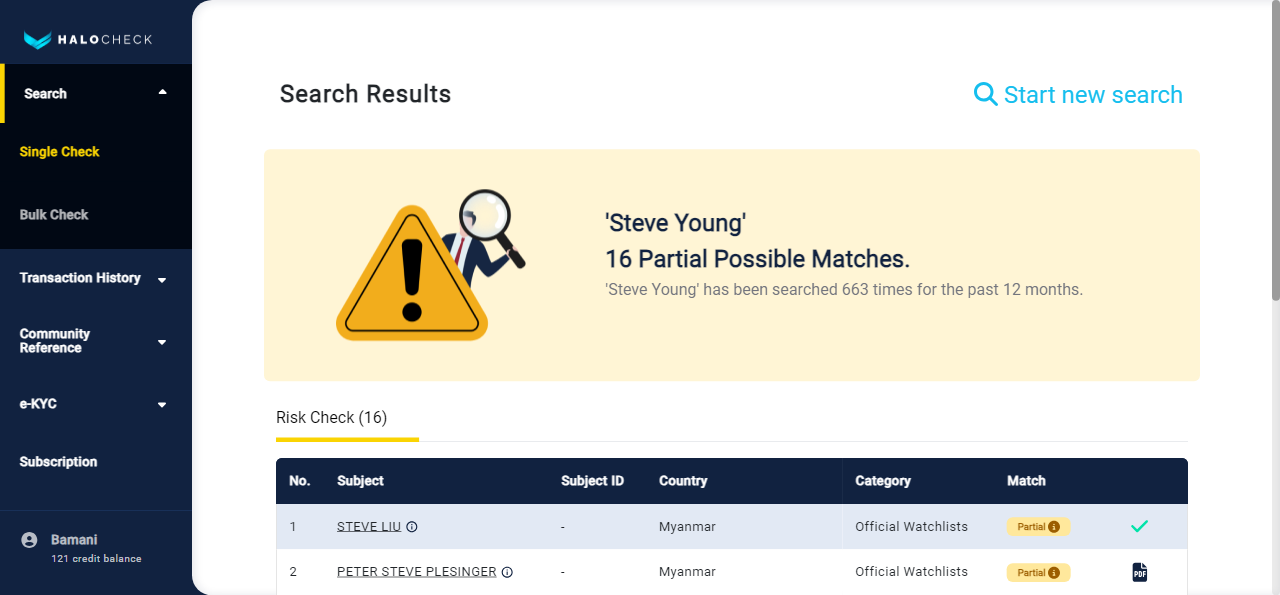 HALOCHECK
Search
Single Check
Bulk Check
Transaction History
Community
Reference
e-KYC
Subscription
Bamani
121 credit balance
Search Results
Start new search
'Steve Young'
16 Partial Possible Matches.
'Steve Young' has been searched 663 times for the past 12 months.
Risk Check (16)
No. Subject Subject ID Country Category Match
1 STEVE LIU - Myanmar Official Watchlists Partial
2 PETER STEVE PLESINGER - Myanmar Official Watchlists Partial PDF